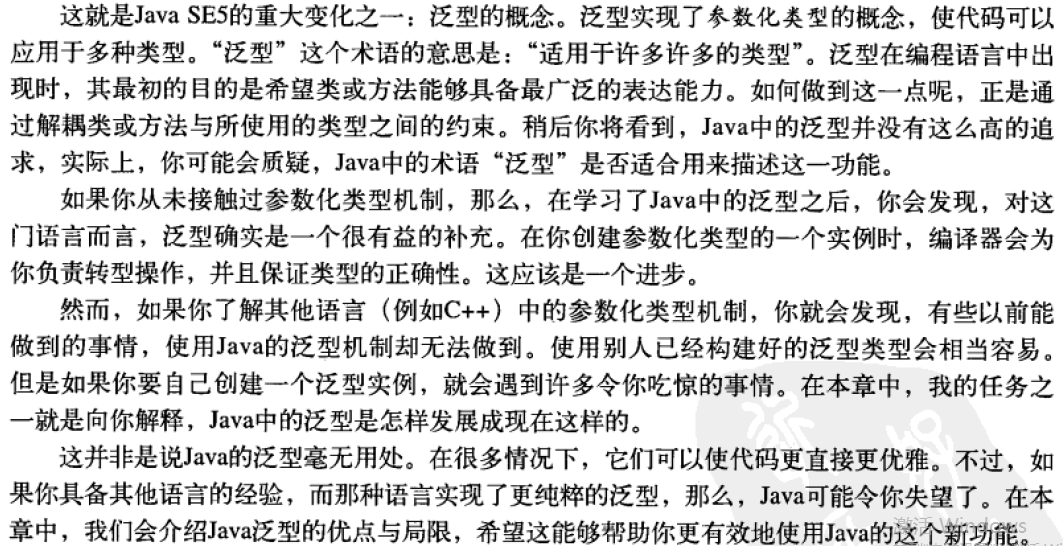 这就是Java SE5的重大变化之一：泛型的概念。泛型实现了参数化类型的概念，使代码可以
应用于多种类型。“泛型”这个术语的意思是：“适用于许多许多的类型”。泛型在编程语言中出
现时，其最初的目的是希望类或方法能够具备最广泛的表达能力。如何做到这一点呢，正是通
过解耦类或方法与所使用的类型之间的约束。稍后你将看到，Java中的泛型并没有这么高的追
求，实际上，你可能会质疑，Java中的术语“泛型”是否适合用来描述这一功能。
如果你从未接触过参数化类型机制，那么，在学习了Java中的泛型之后，你会发现，对这
门语言而言，泛型确实是一个很有益的补充。在你创建参数化类型的一个实例时，编译器会为
你负责转型操作，并且保证类型的正确性。这应该是一个进步。
然而，如果你了解其他语言（例如C++）中的参数化类型机制，你就会发现，有些以前能
做到的事情，使用Java的泛型机制却无法做到。使用别人已经构建好的泛型类型会相当容易。
但是如果你要自己创建一个泛型实例，就会遇到许多令你吃惊的事情。在本章中，我的任务之
一就是向你解释，Java中的泛型是怎样发展成现在这样的。
这并非是说Java的泛型毫无用处。在很多情况下，它们可以使代码更直接更优雅。不过，如
果你具备其他语言的经验，而那种语言实现了更纯粹的泛型，那么，Java可能令你失望了。在本
章中，我们会介绍Java泛型的优点与局限，希望这能够帮助你更有效地使用Java的这个新功能。
激活 Windows